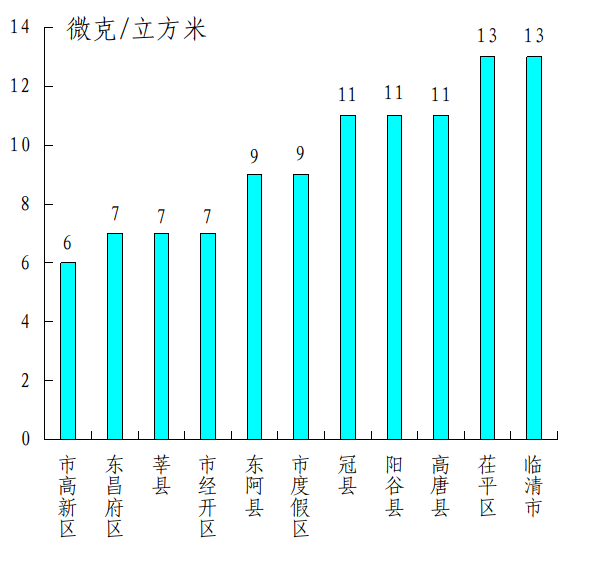 微克/立方米
14
12
10
8
6
4
2
0
6
7
7
7
9
9
11
11
11
13
13
市高新区
东昌府区
莘县
市经开区
东阿县
市度假区
冠县
阳谷县
高唐县
茌平区
临清市